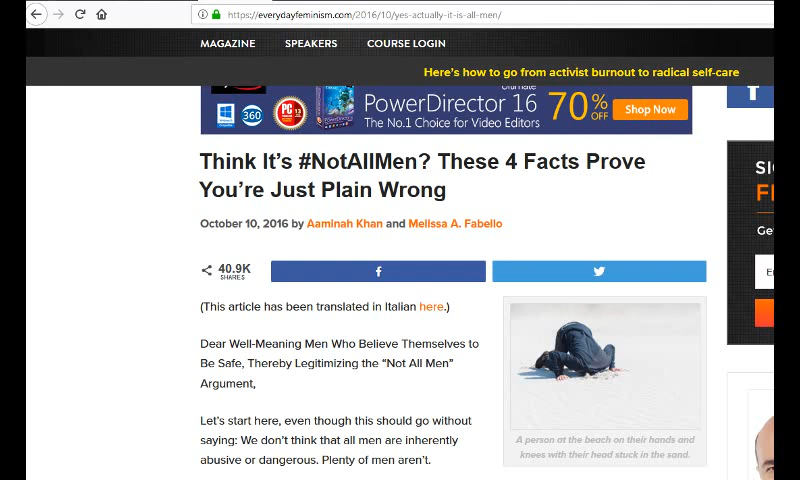 https://everydayfeminism.com/2016/10/yes-actually-it-is-all-men/
MAGAZINE SPEAKERS COURSE LOGIN
Here's how to go from activist burnout to radical self-care
Ultimate
PowerDirector 16
The No.1 Choice for Video Editors
70% OFF
Shop Now
360
PC
Think It's #NotAllMen? These 4 Facts Prove
You're Just Plain Wrong
October 10, 2016 by Aaminah Khan and Melissa A. Fabello
40.9K
SHARES
(This article has been translated in Italian here.)
Dear Well-Meaning Men Who Believe Themselves to
Be Safe, Thereby Legitimizing the "Not All Men"
Argument,
Let's start here, even though this should go without
saying: We don't think that all men are inherently
abusive or dangerous. Plenty of men aren't.
A person at the beach on their hands and
knees with their head stuck in the sand.